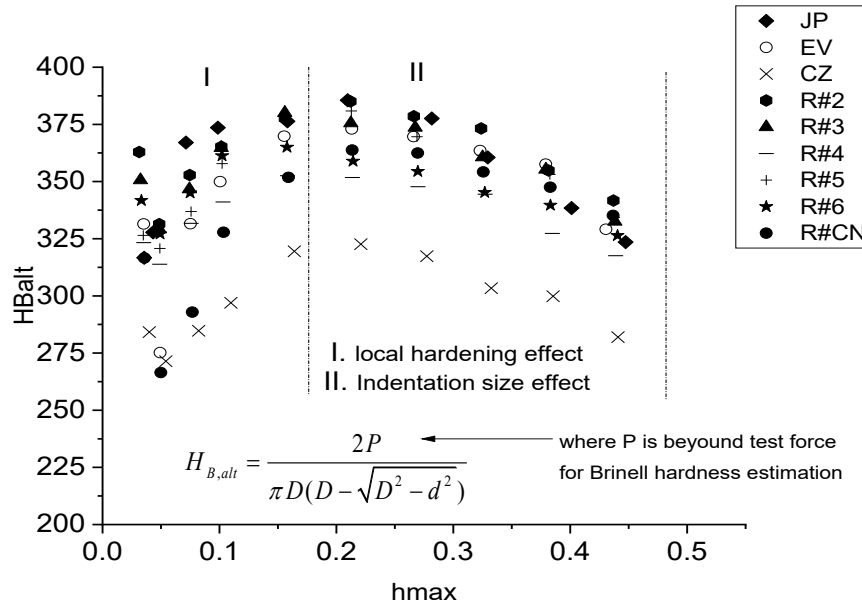 JP
EV
CZ
R#2
R#3
R#4
R#5
R#6
R#CN
I
II
400
375
350
325
300
275
250
225
200
HBalt
I. local hardening effect
II. Indentation size effect
H_{B,alt} = 2P / πD(D − √D² − d²)
where P is beyound test force
for Brinell hardness estimation
0.0 0.1 0.2 0.3 0.4 0.5
hmax